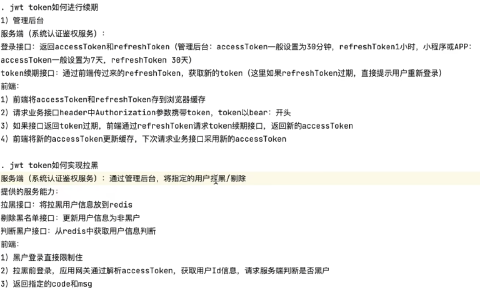 . jwt token如何进行续期
1）管理后台
服务端（系统认证鉴权服务）：
登录接口：返回accessToken和refreshToken（管理后台：accessToken一般设置为30分钟，refreshToken1小时，小程序或APP：
accessToken一般设置为7天，refreshToken 30天）
token续期接口：通过前端传过来的refreshToken，获取新的token（这里如果refreshToken过期，直接提示用户重新登录）
前端：
1）前端将accessToken和refreshToken存到浏览器缓存
2）请求业务接口header中Authorization参数携带token，token以bear：开头
3）如果接口返回token过期，前端通过refreshToken请求token续期接口，返回新的accessToken
4）前端将新的accessToken更新缓存，下次请求业务接口采用新的accessToken
. jwt token如何实现拉黑
服务端（系统认证鉴权服务）：通过管理后台，将指定的用户拉黑/剔除
提供的服务能力：
拉黑接口：将拉黑用户信息放到redis
剔除黑名单接口：更新用户信息为非黑户
判断黑户接口：从redis中获取用户信息判断
前端：
1）黑户登录直接限制住
2）拉黑前登录，应用网关通过解析accessToken，获取用户Id信息，请求服务端判断是否黑户
3）返回指定的code和msg